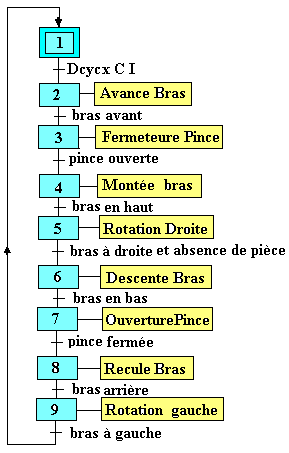 1
Dcycx C I
2 Avance Bras
bras avant
3 Fermeteure Pince
pince ouverte
4 Montée bras
bras en haut
5 Rotation Droite
bras à droite et absence de pièce
6 Descente Bras
bras en bas
7 OuverturePince
pince fermée
8 Recule Bras
bras arrière
9 Rotation gauche
bras à gauche